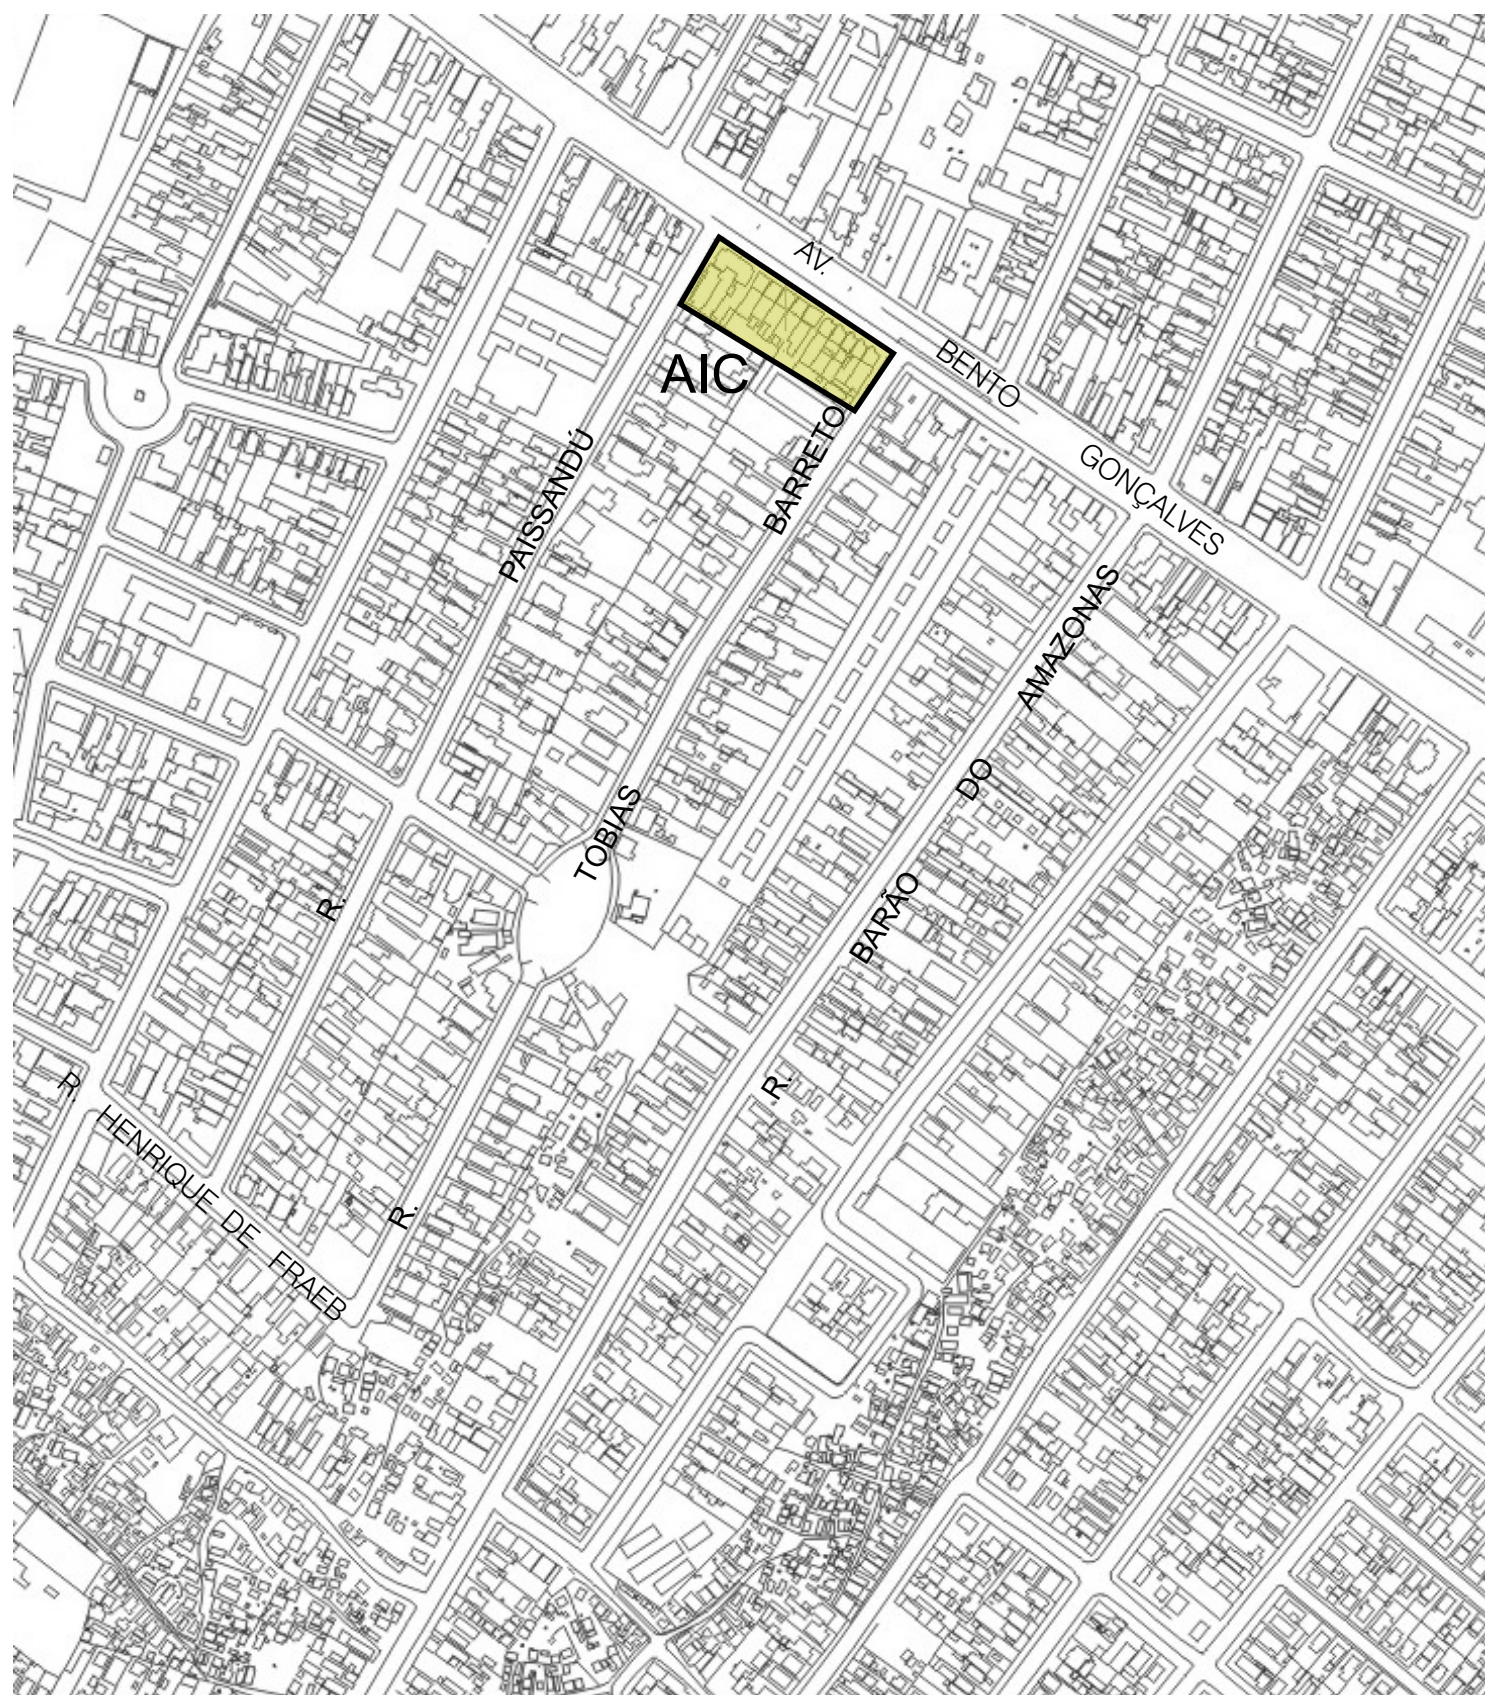 AV. BENTO GONÇALVES
AIC
R. PAISSANDÚ
R. TOBIAS BARRETO
R. BARÃO DO AMAZONAS
R. HENRIQUE DE FRAEB